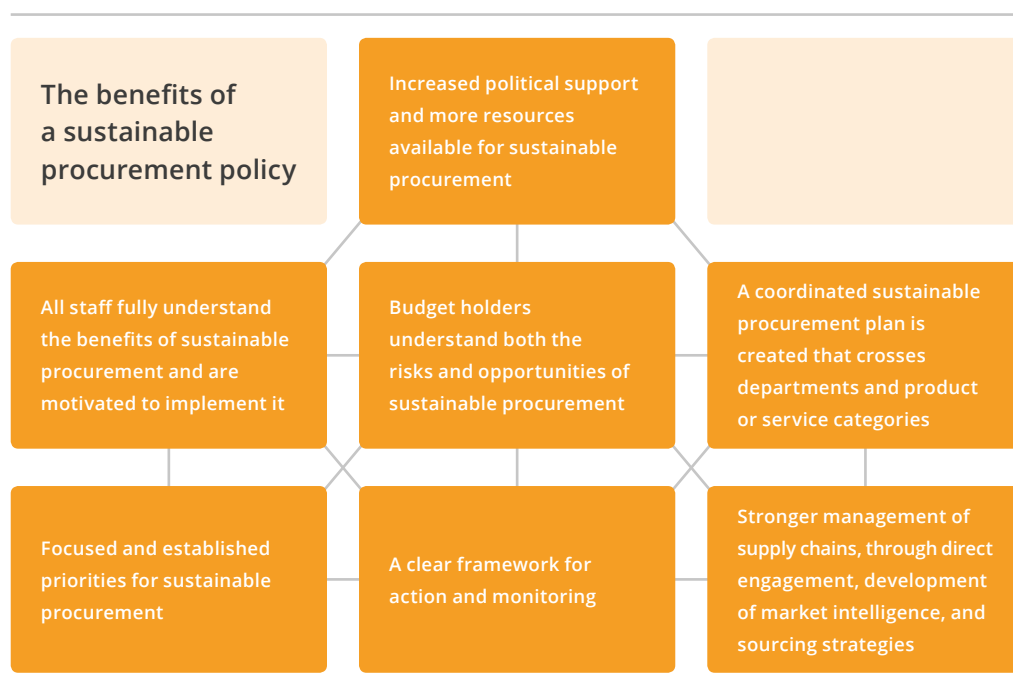 The benefits of
a sustainable
procurement policy
Increased political support
and more resources
available for sustainable
procurement
All staff fully understand
the benefits of sustainable
procurement and are
motivated to implement it
Budget holders
understand both the
risks and opportunities of
sustainable procurement
A coordinated sustainable
procurement plan is
created that crosses
departments and product
or service categories
Focused and established
priorities for sustainable
procurement
A clear framework for
action and monitoring
Stronger management of
supply chains, through direct
engagement, development
of market intelligence, and
sourcing strategies